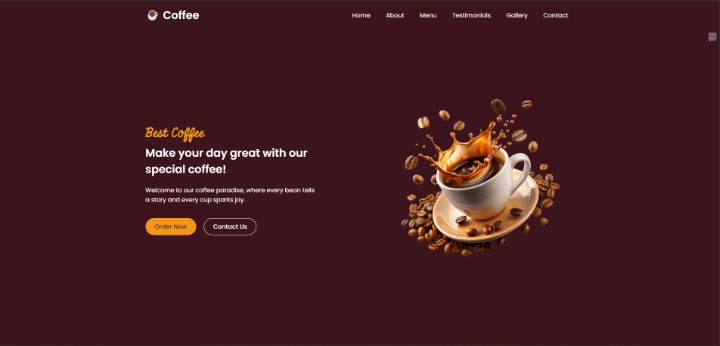 Coffee
Home About Menu Testimonials Gallery Contact
Best Coffee
Make your day great with our
special coffee!
Welcome to our coffee paradise, where every bean tells
a story and every cup sparks joy.
Order Now Contact Us